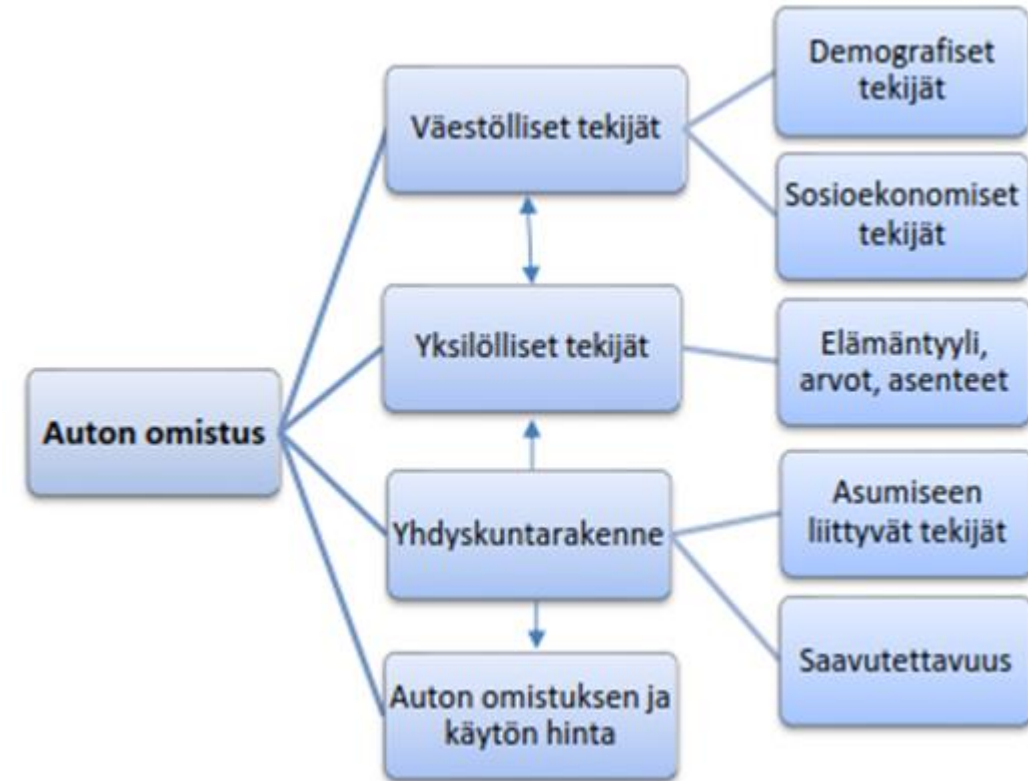 Auton omistus
Väestölliset tekijät
Demografiset
tekijät
Sosioekonomiset
tekijät
Yksilölliset tekijät
Elämäntyyli,
arvot, asenteet
Yhdyskuntarakenne
Asumiseen
liittyvät tekijät
Saavutettavuus
Auton omistuksen ja
käytön hinta